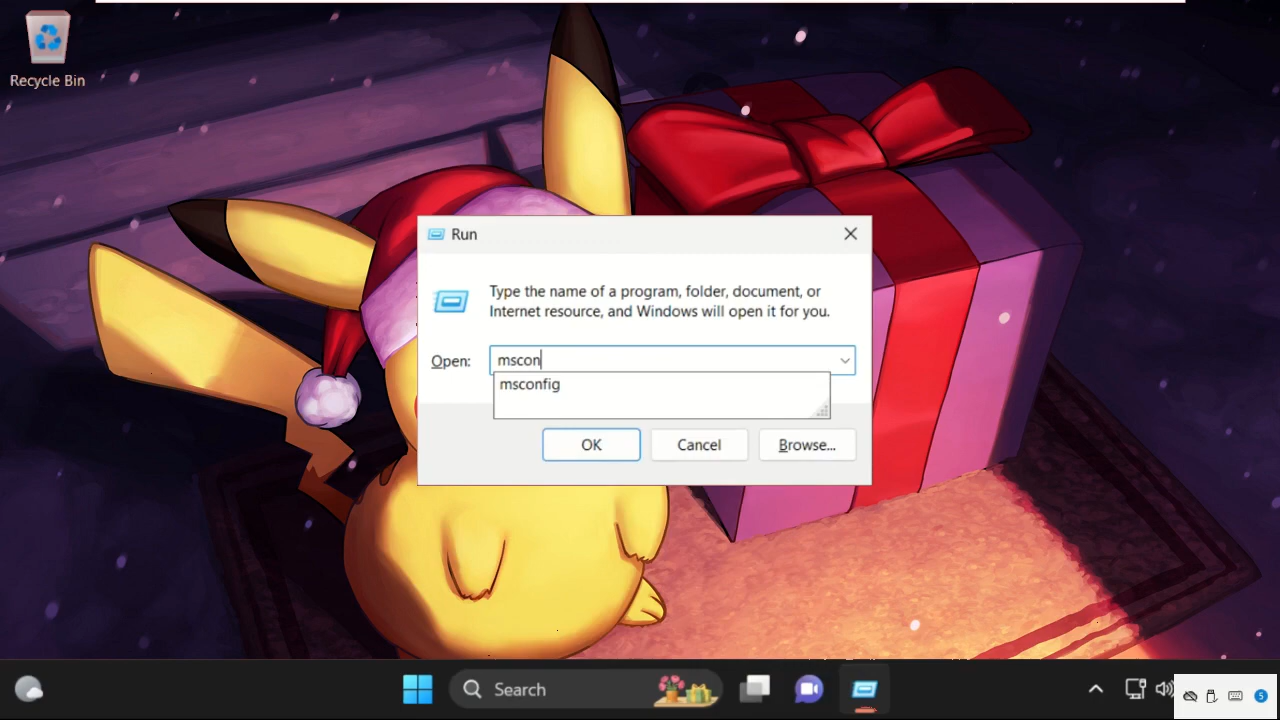 Recycle Bin
Run
Type the name of a program, folder, document, or
Internet resource, and Windows will open it for you.
Open: mscon
msconfig
OK Cancel Browse...
Search
5